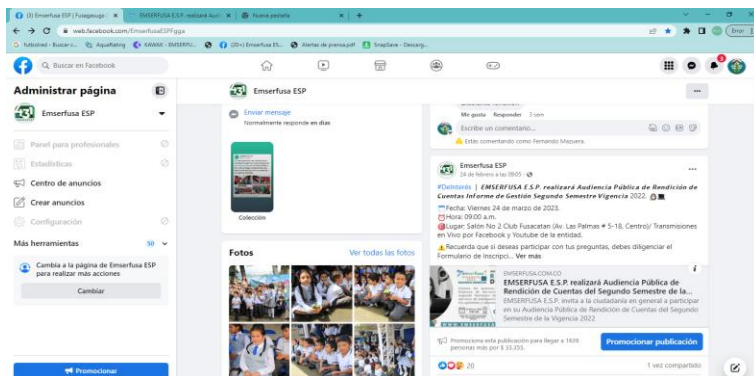 (3) Emserfusa ESP | Fusagasuga
EMSERFUSA E.S.P. realizará Audi
Nueva pestaña
web.facebook.com/EmserfusaESPFgga
Error
futbolred - Buscar c...
AquaRating
KAWAK - EMSERFU...
(20+) Emserfusa ES...
Alertas de prensa.pdf
SnapSave - Descarg...
Buscar en Facebook
3
Administrar página
Emserfusa ESP
Panel para profesionales
Estadísticas
Centro de anuncios
Crear anuncios
Configuración
Más herramientas 50
Cambia a la página de Emserfusa ESP
para realizar más acciones
Cambiar
Promocionar
Emserfusa ESP
Enviar mensaje
Normalmente responde en días
Colección
Fotos
Ver todas las fotos
Me gusta Responder 3 sem
Escribe un comentario...
Estás comentando como Fernando Mazuera.
Emserfusa ESP
24 de febrero a las 09:05
#DeInterés | EMSERFUSA E.S.P. realizará Audiencia Pública de Rendición de
Cuentas Informe de Gestión Segundo Semestre Vigencia 2022.
Fecha: Viernes 24 de marzo de 2023.
Hora: 09:00 a.m.
Lugar: Salón No 2 Club Fusacatan (Av. Las Palmas # 5-18, Centro)/ Transmisiones
en Vivo por Facebook y Youtube de la entidad.
Recuerda que si deseas participar con tus preguntas, debes diligenciar el
Formulario de Inscripci... Ver más
EMSERFUSA.COM.CO
EMSERFUSA E.S.P. realizará Audiencia Pública de
Rendición de Cuentas del Segundo Semestre de la...
EMSERFUSA E.S.P. invita a la ciudadanía en general a participar
en su Audiencia Pública de Rendición de Cuentas del Segundo
Semestre de la Vigencia 2022
Promociona esta publicación para llegar a 1639
personas más por $ 33.355.
Promocionar publicación
20
1 vez compartido